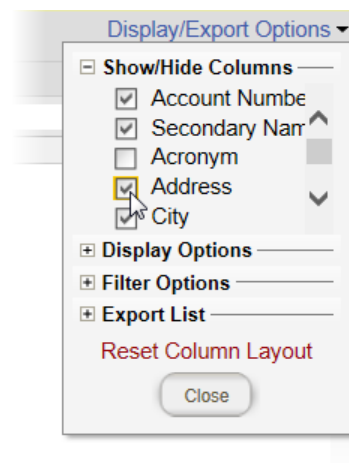 Display/Export Options
Show/Hide Columns
Account Numbe
Secondary Nam
Acronym
Address
City
Display Options
Filter Options
Export List
Reset Column Layout
Close